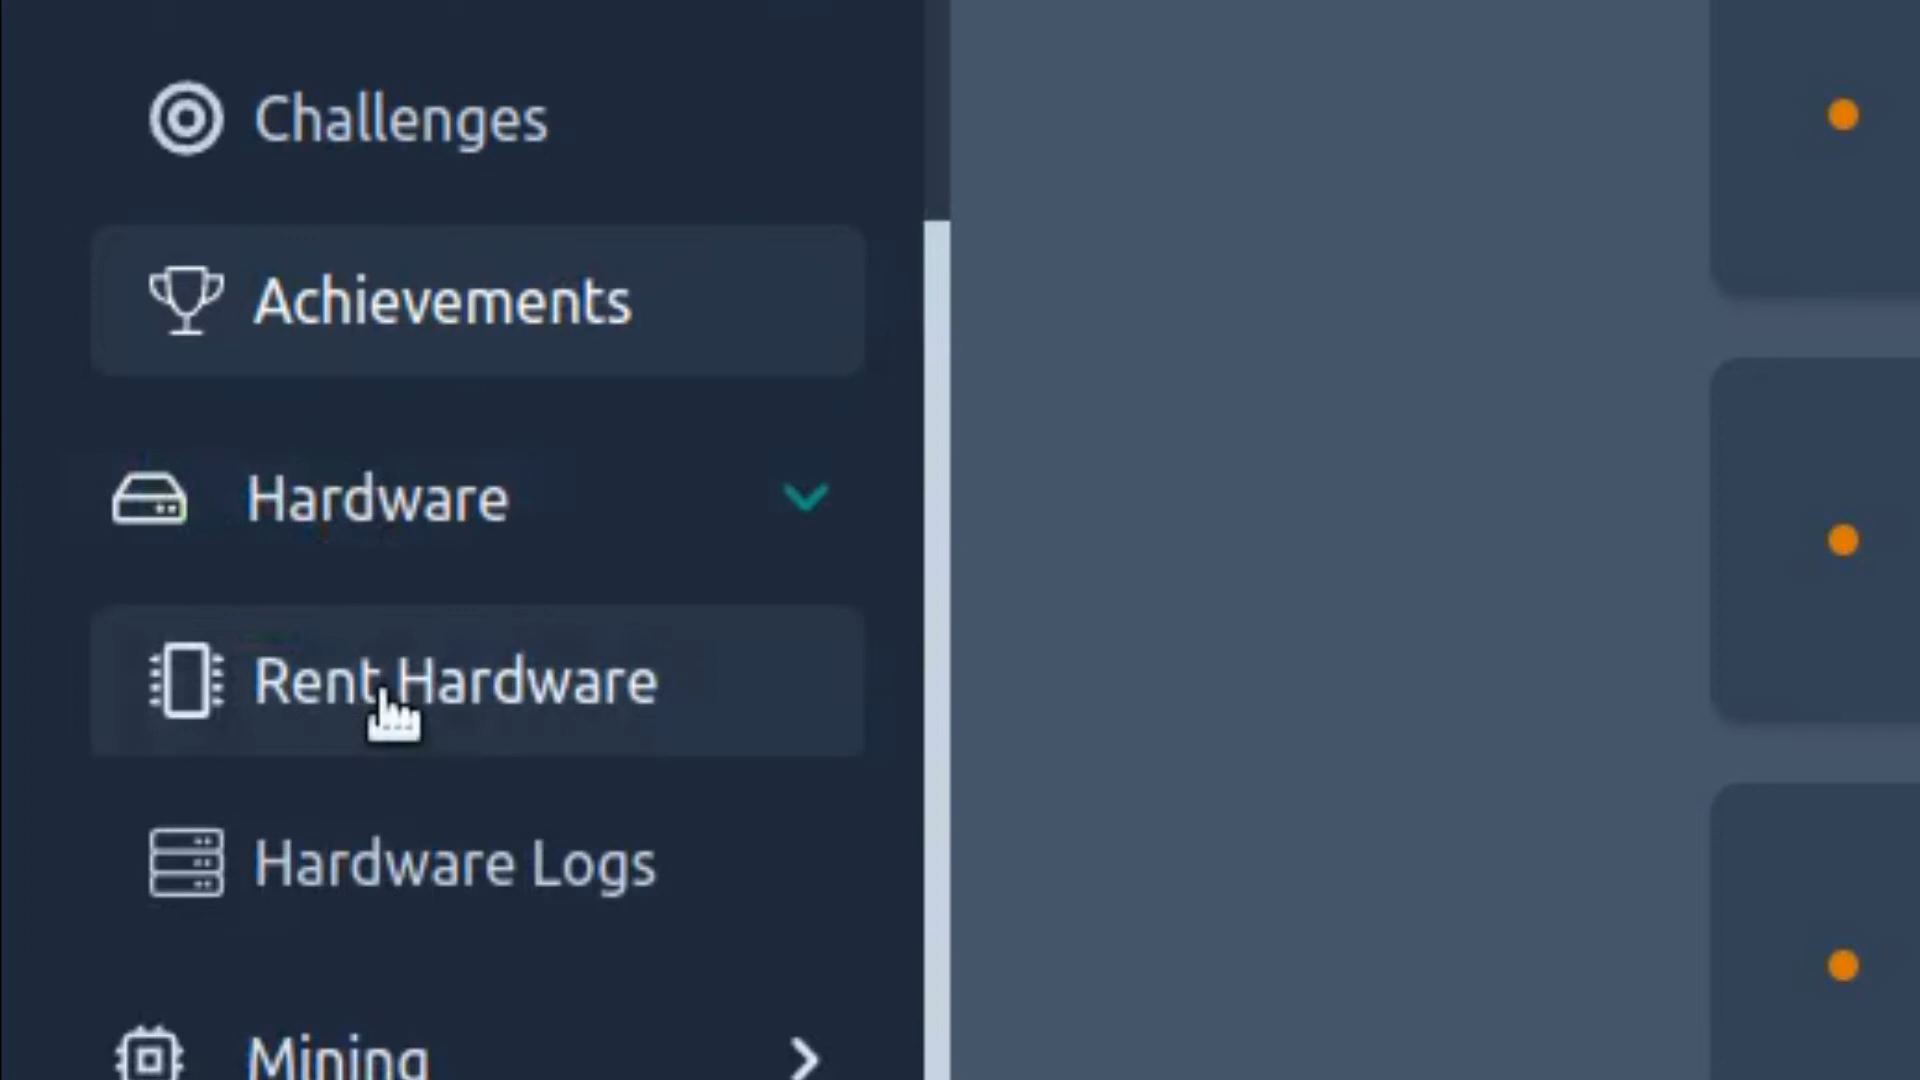 Challenges
Achievements
Hardware
Rent Hardware
Hardware Logs
Mining